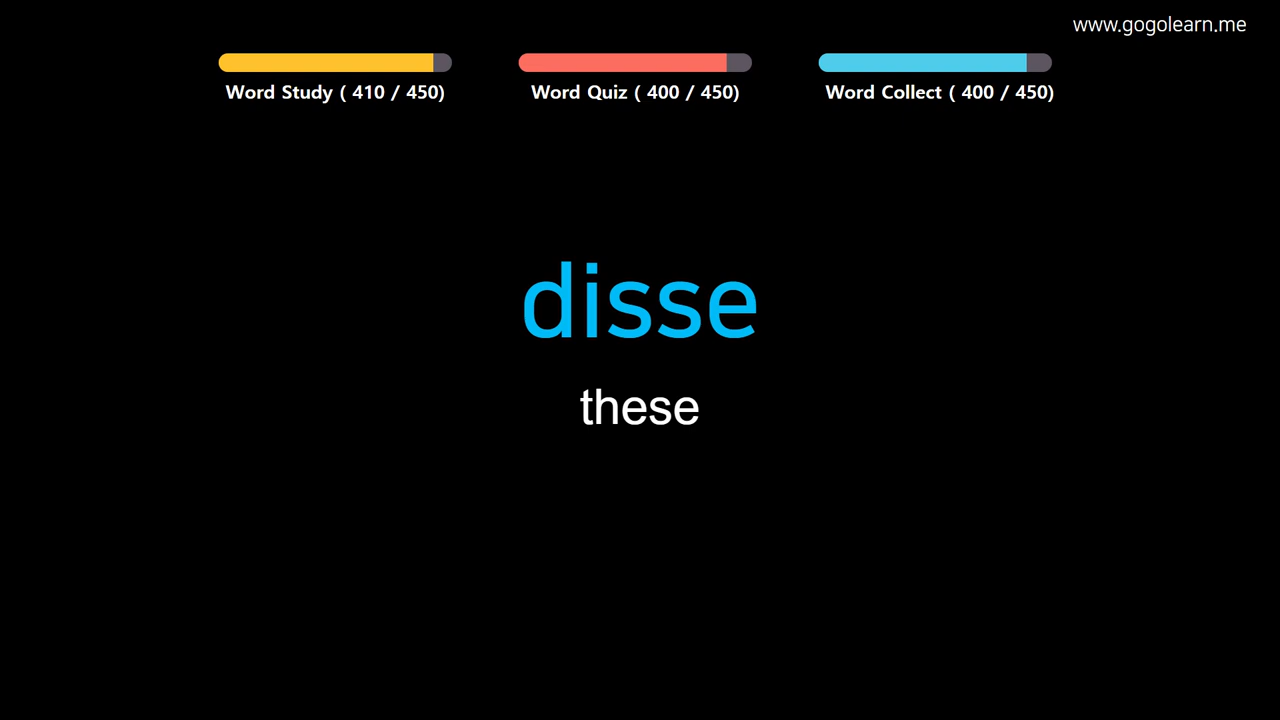 www.gogolearn.me
Word Study ( 410 / 450)
Word Quiz ( 400 / 450)
Word Collect ( 400 / 450)
disse
these